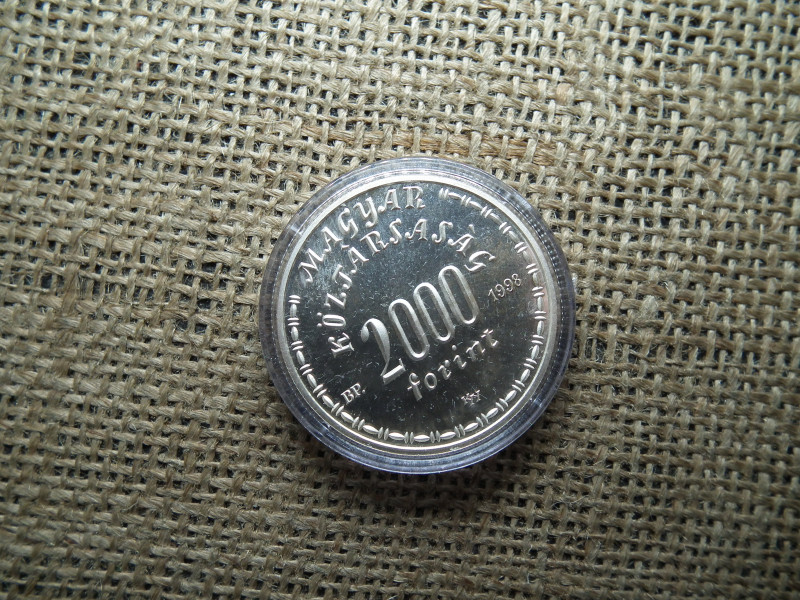 MAGYAR
KÖZTÁRSASÁG
2000
1998
forint
BP.